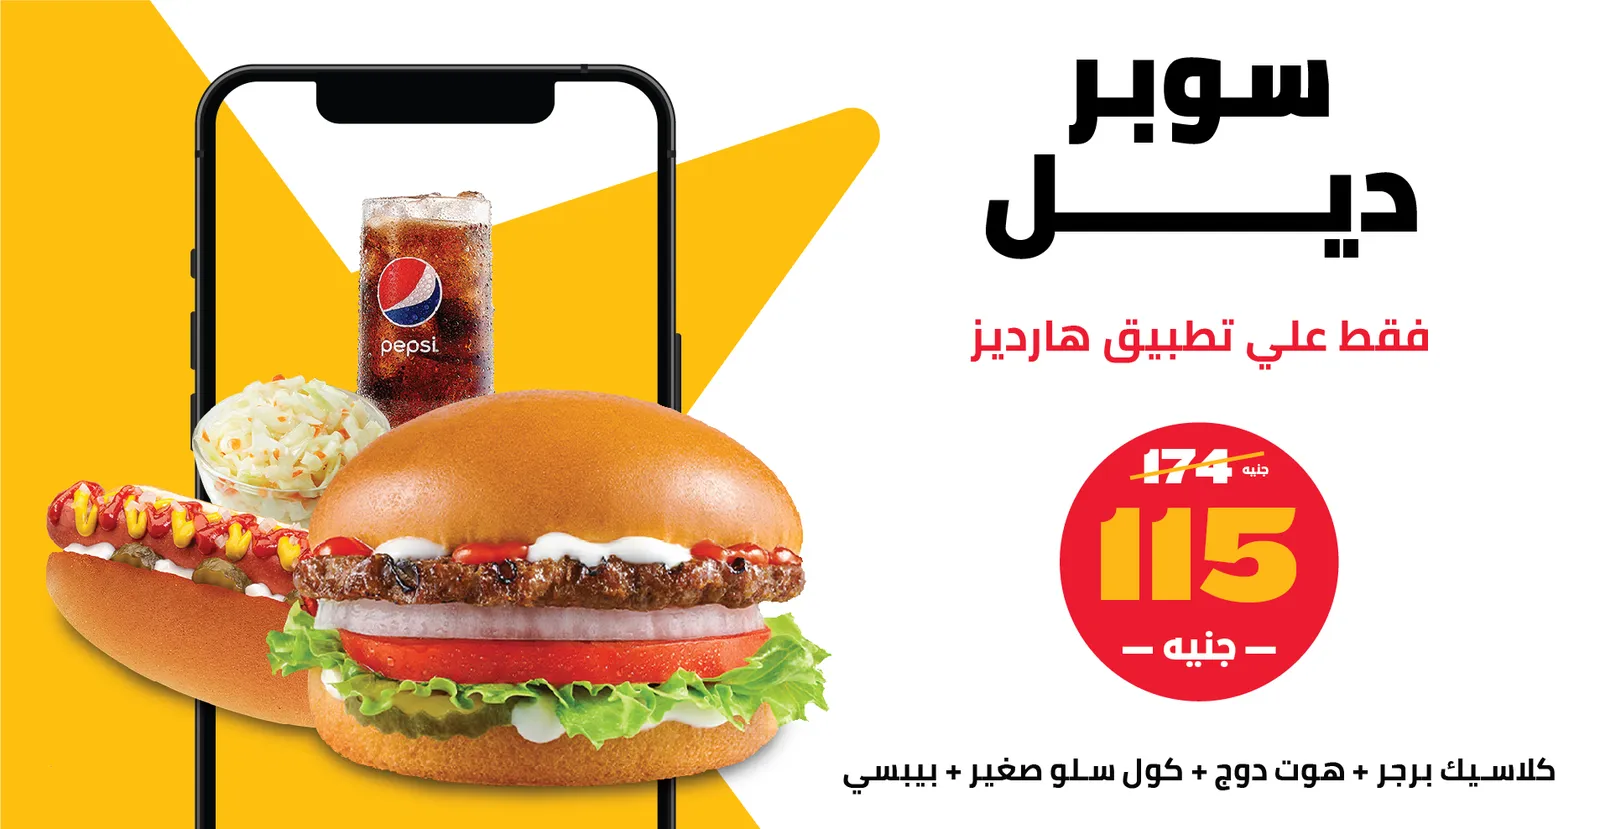 سوبر
ديل
فقط علي تطبيق هارديز
174 جنيه
115
جنيه
كلاسيك برجر + هوت دوج + كول سلو صغير + بيبسي
pepsi